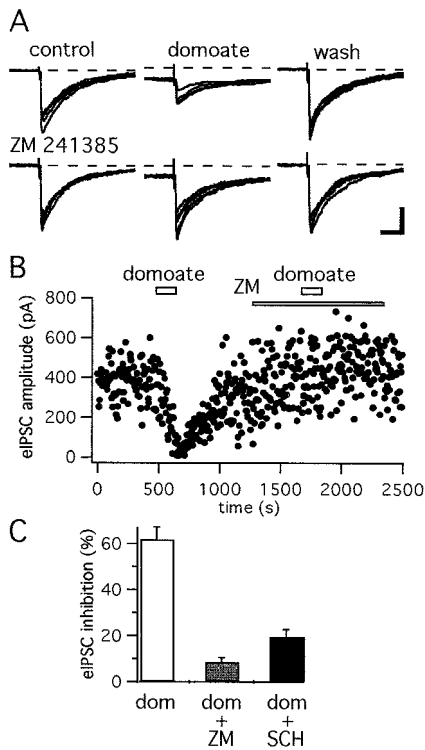 A
control domoate wash
ZM 241385
B
domoate ZM domoate
800
600
400
200
0
eIPSC amplitude (pA)
0 500 1000 1500 2000 2500
time (s)
C
60
40
20
0
eIPSC inhibition (%)
dom dom + ZM dom + SCH